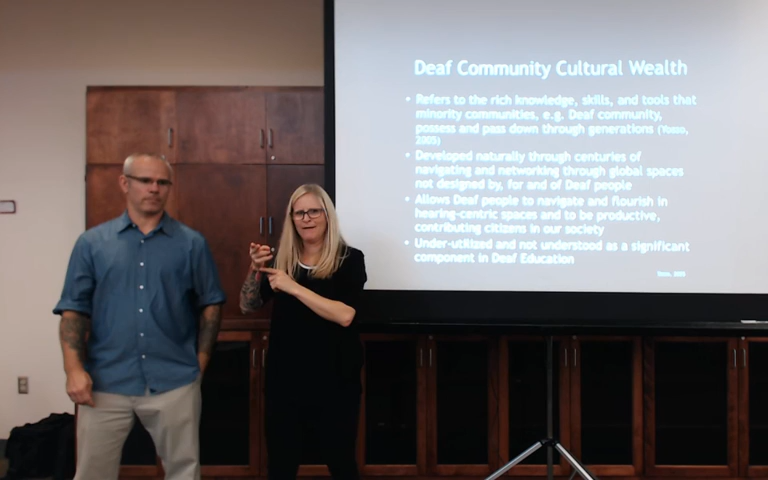 Deaf Community Cultural Wealth
• Refers to the rich knowledge, skills, and tools that
minority communities, e.g. Deaf community,
possess and pass down through generations (Yosso,
2005)
• Developed naturally through centuries of
navigating and networking through global spaces
not designed by, for and of Deaf people
• Allows Deaf people to navigate and flourish in
hearing-centric spaces and to be productive,
contributing citizens in our society
• Under-utilized and not understood as a significant
component in Deaf Education